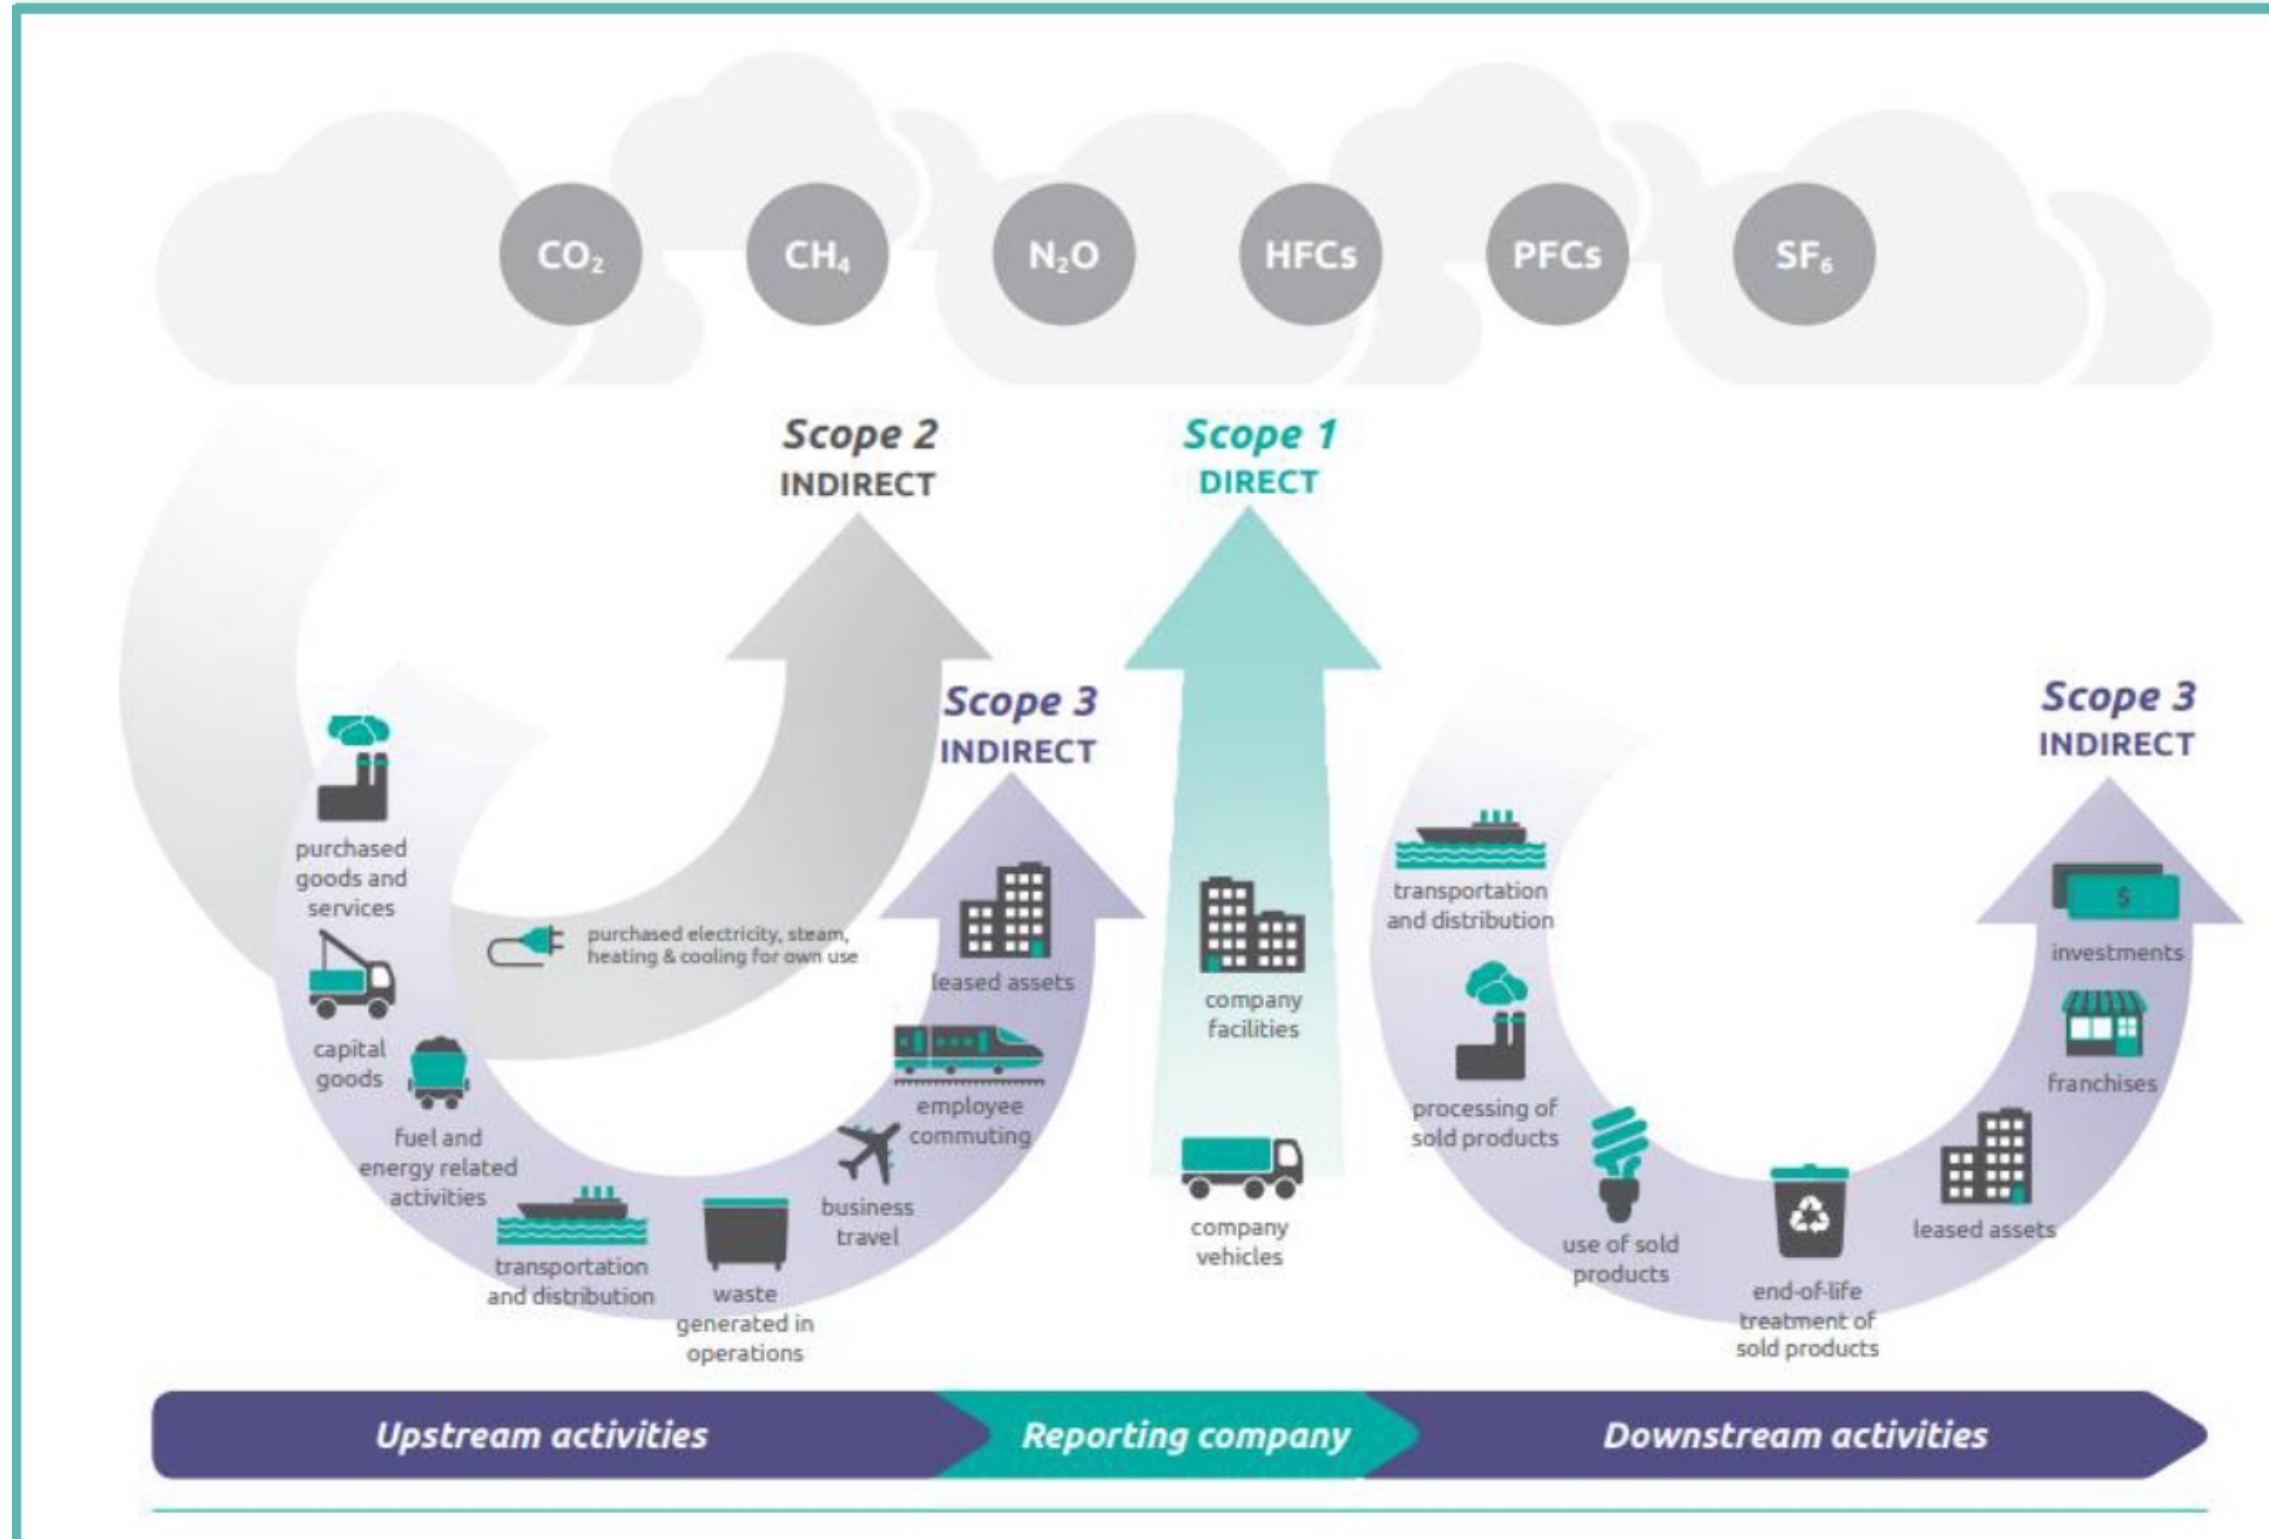 CO₂
CH₄
N₂O
HFCs
PFCs
SF₆
Scope 2
INDIRECT
Scope 1
DIRECT
Scope 3
INDIRECT
Scope 3
INDIRECT
purchased
goods and
services
capital
goods
fuel and
energy related
activities
transportation
and distribution
waste
generated in
operations
business
travel
employee
commuting
leased assets
purchased electricity, steam,
heating & cooling for own use
company
facilities
company
vehicles
transportation
and distribution
processing of
sold products
use of sold
products
end-of-life
treatment of
sold products
leased assets
franchises
$
investments
Upstream activities
Reporting company
Downstream activities